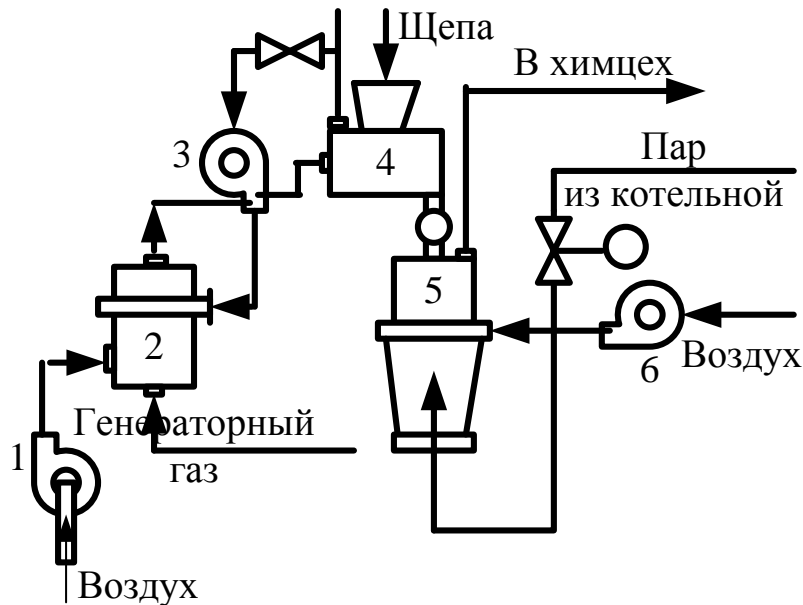 Щепа
В химцех
3
4
Пар
из котельной
5
2
6
Воздух
Генераторный
газ
1
Воздух